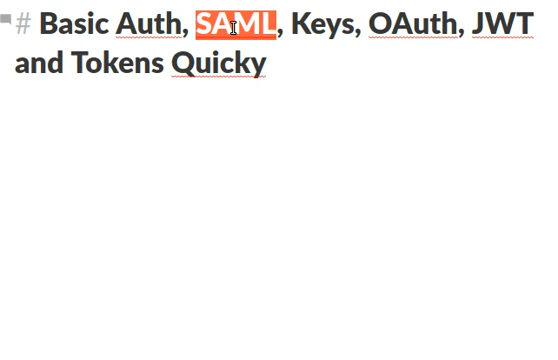 # Basic Auth, SAML, Keys, OAuth, JWT
and Tokens Quicky